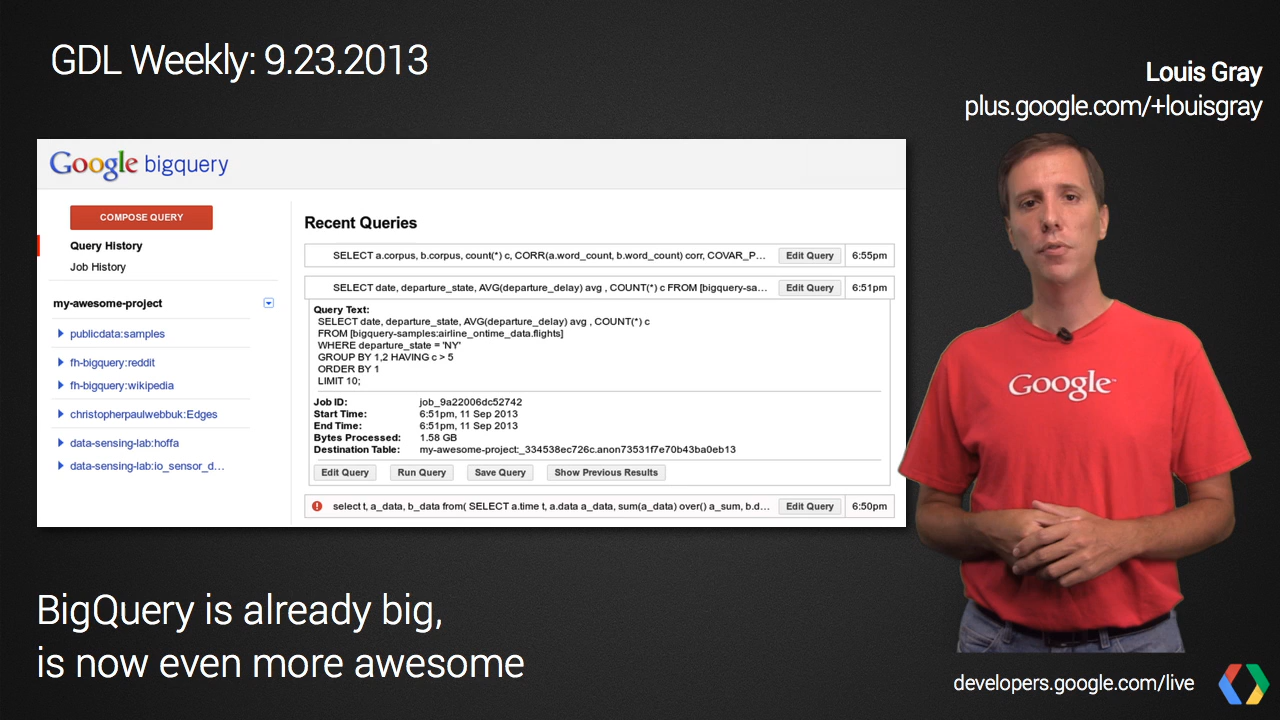 GDL Weekly: 9.23.2013
Louis Gray
plus.google.com/+louisgray
Google bigquery
COMPOSE QUERY
Query History
Job History
my-awesome-project
publicdata:samples
fh-bigquery:reddit
fh-bigquery:wikipedia
christopherpaulwebbuk:Edges
data-sensing-lab:hoffa
data-sensing-lab:io_sensor_d…
Recent Queries
SELECT a.corpus, b.corpus, count(*) c, CORR(a.word_count, b.word_count) corr, COVAR_P… Edit Query 6:55pm
SELECT date, departure_state, AVG(departure_delay) avg , COUNT(*) c FROM [bigquery-sa… Edit Query 6:51pm
Query Text:
SELECT date, departure_state, AVG(departure_delay) avg , COUNT(*) c
FROM [bigquery-samples:airline_ontime_data.flights]
WHERE departure_state = 'NY'
GROUP BY 1,2 HAVING c > 5
ORDER BY 1
LIMIT 10;
Job ID: job_9a22006dc52742
Start Time: 6:51pm, 11 Sep 2013
End Time: 6:51pm, 11 Sep 2013
Bytes Processed: 1.58 GB
Destination Table: my-awesome-project:_334538ec726c.anon73531f7e70b43ba0eb13
Edit Query Run Query Save Query Show Previous Results
select t, a_data, b_data from( SELECT a.time t, a.data a_data, sum(a_data) over() a_sum, b.d… Edit Query 6:50pm
Google™
BigQuery is already big,
is now even more awesome
developers.google.com/live